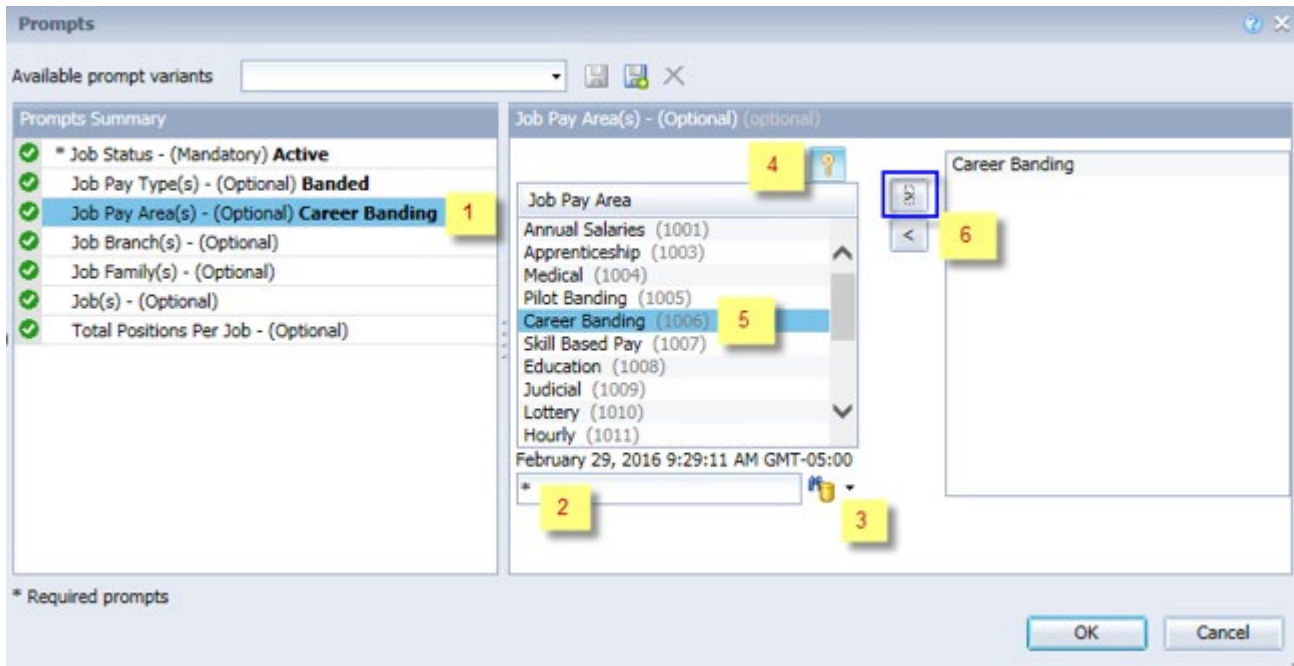 Prompts
Available prompt variants
Prompts Summary
* Job Status - (Mandatory) Active
Job Pay Type(s) - (Optional) Banded
Job Pay Area(s) - (Optional) Career Banding 1
Job Branch(s) - (Optional)
Job Family(s) - (Optional)
Job(s) - (Optional)
Total Positions Per Job - (Optional)
Job Pay Area(s) - (Optional) (optional)
4
Job Pay Area
Annual Salaries (1001)
Apprenticeship (1003)
Medical (1004)
Pilot Banding (1005)
Career Banding (1006) 5
Skill Based Pay (1007)
Education (1008)
Judicial (1009)
Lottery (1010)
Hourly (1011)
February 29, 2016 9:29:11 AM GMT-05:00
* 2
3
>
< 6
Career Banding
* Required prompts
OK Cancel